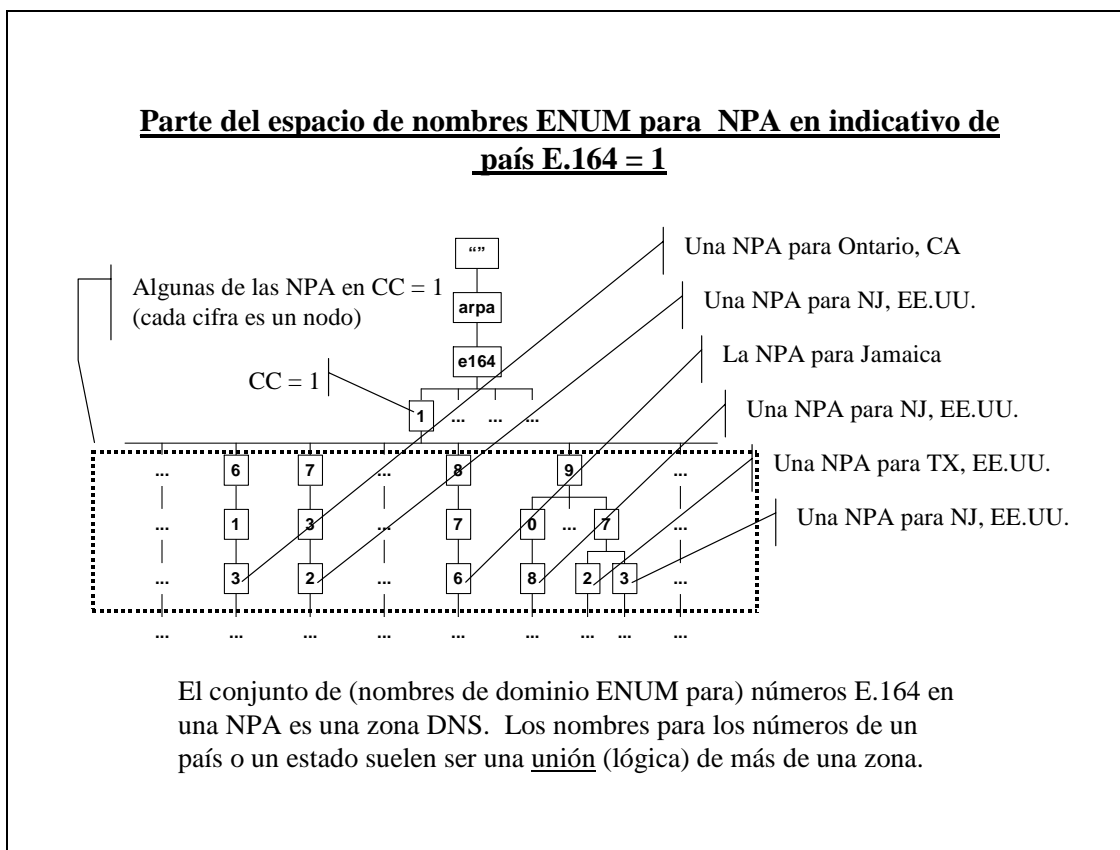 Parte del espacio de nombres ENUM para NPA en indicativo de
país E.164 = 1
“”
Una NPA para Ontario, CA
Algunas de las NPA en CC = 1
(cada cifra es un nodo)
arpa
Una NPA para NJ, EE.UU.
e164
La NPA para Jamaica
CC = 1
1 ... ... ...
Una NPA para NJ, EE.UU.
... 6 7 ... 8 9 ...
Una NPA para TX, EE.UU.
... 1 3 ... 7 0 ... 7 ...
Una NPA para NJ, EE.UU.
... 3 2 ... 6 8 2 3 ...
... ... ... ... ... ... ... ... ...
El conjunto de (nombres de dominio ENUM para) números E.164 en
una NPA es una zona DNS. Los nombres para los números de un
país o un estado suelen ser una unión (lógica) de más de una zona.